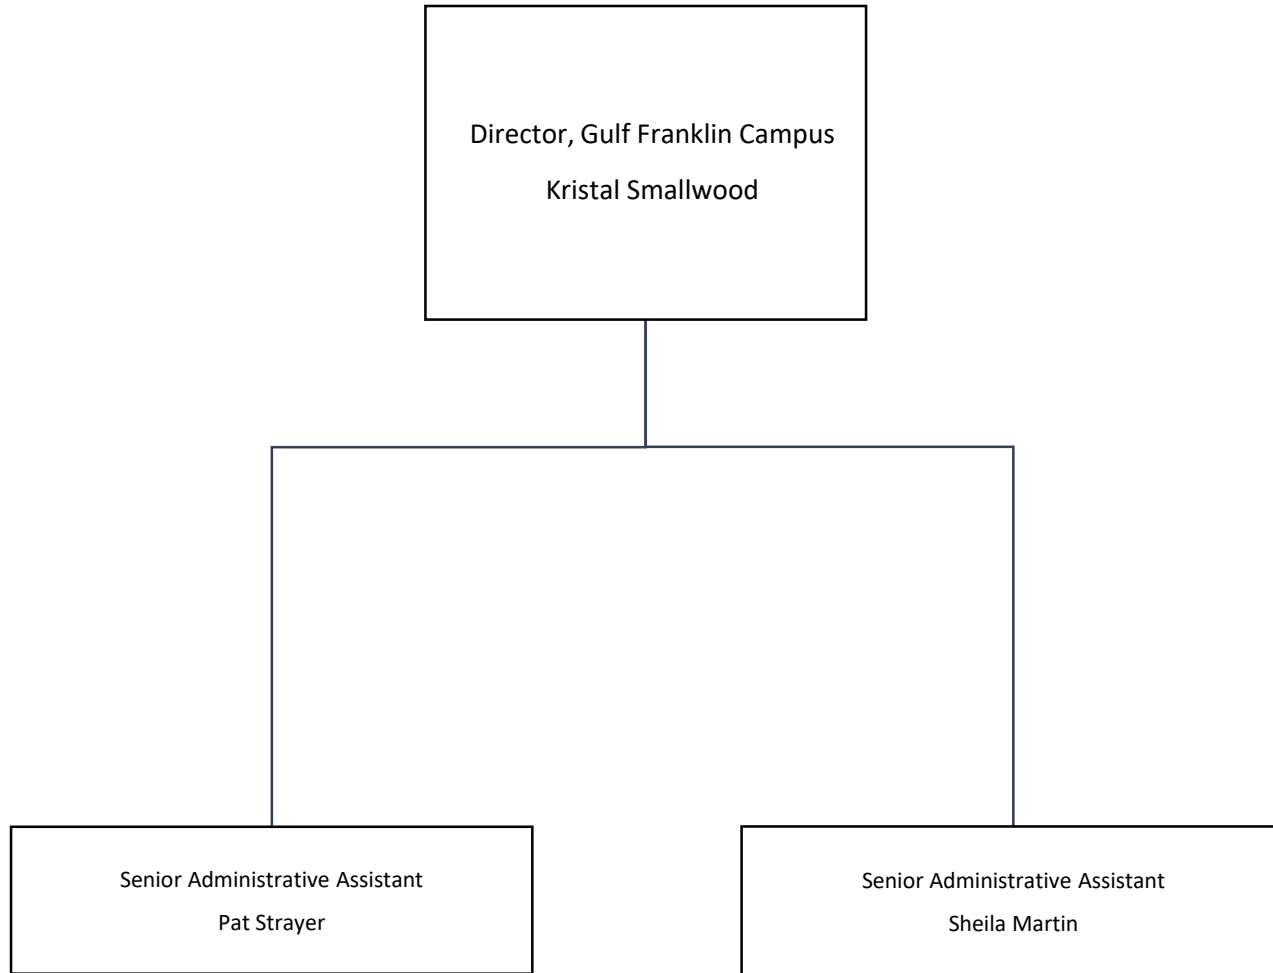 Director, Gulf Franklin Campus
Kristal Smallwood
Senior Administrative Assistant
Pat Strayer
Senior Administrative Assistant
Sheila Martin